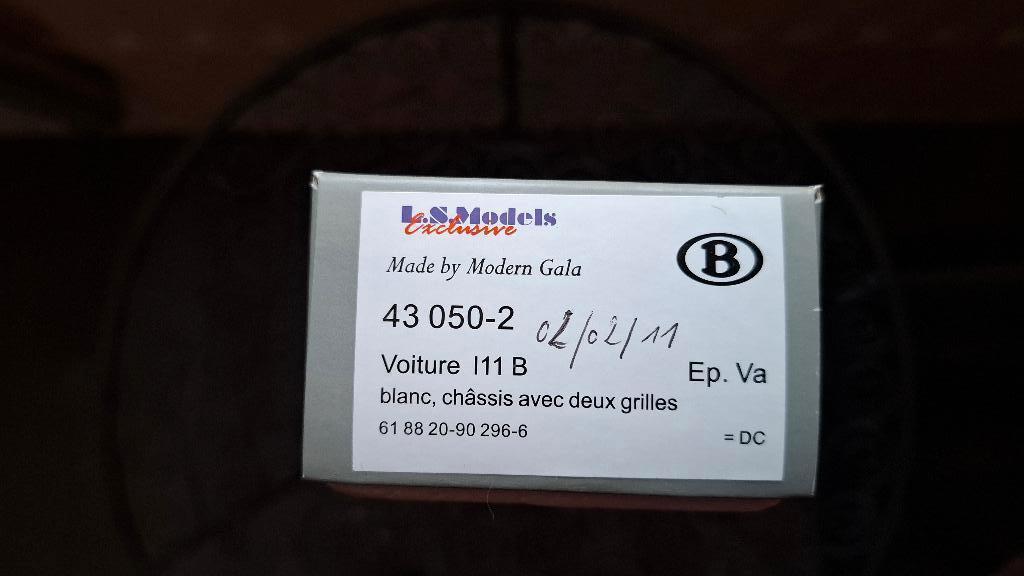 L.S.Models
Exclusive
B
Made by Modern Gala
43 050-2 02/02/11
Voiture I11 B
Ep. Va
blanc, châssis avec deux grilles
61 88 20-90 296-6
= DC